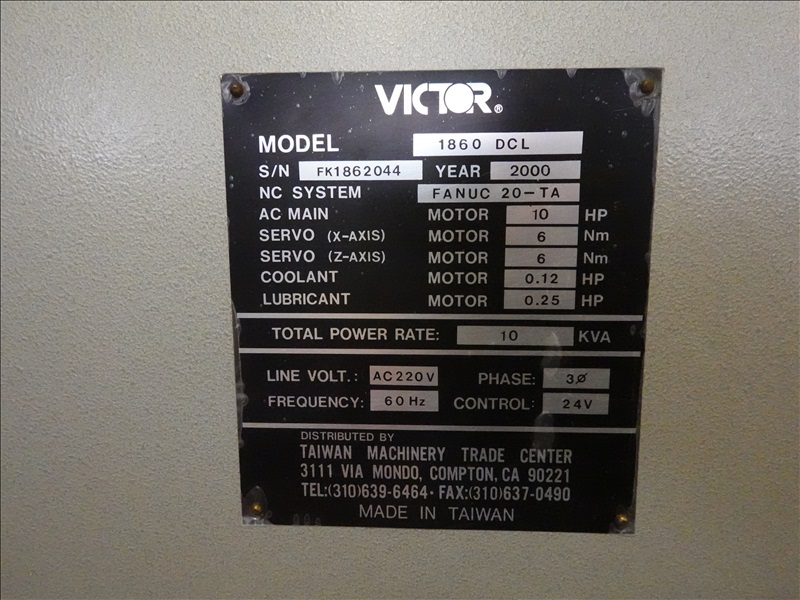 VICTOR®
MODEL 1860 DCL
S/N FK1862044 YEAR 2000
NC SYSTEM FANUC 20-TA
AC MAIN MOTOR 10 HP
SERVO (X-AXIS) MOTOR 6 Nm
SERVO (Z-AXIS) MOTOR 6 Nm
COOLANT MOTOR 0.12 HP
LUBRICANT MOTOR 0.25 HP
TOTAL POWER RATE: 10 KVA
LINE VOLT.: AC220V PHASE: 3Ø
FREQUENCY: 60Hz CONTROL: 24V
DISTRIBUTED BY
TAIWAN MACHINERY TRADE CENTER
3111 VIA MONDO, COMPTON, CA 90221
TEL:(310)639-6464· FAX:(310)637-0490
MADE IN TAIWAN